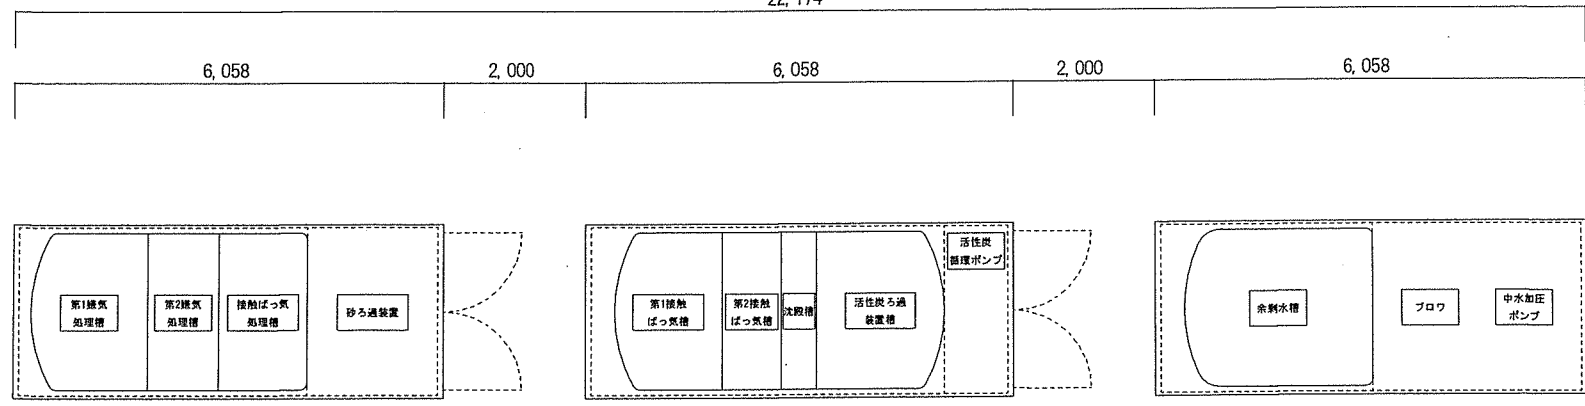 22,174
6,058
2,000
6,058
2,000
6,058
第1嫌気
処理槽
第2嫌気
処理槽
接触ばっ気
処理槽
砂ろ過装置
第1接触
ばっ気槽
第2接触
ばっ気槽
沈殿槽
活性炭ろ過
装置槽
活性炭
循環ポンプ
余剰水槽
ブロワ
中水加圧
ポンプ